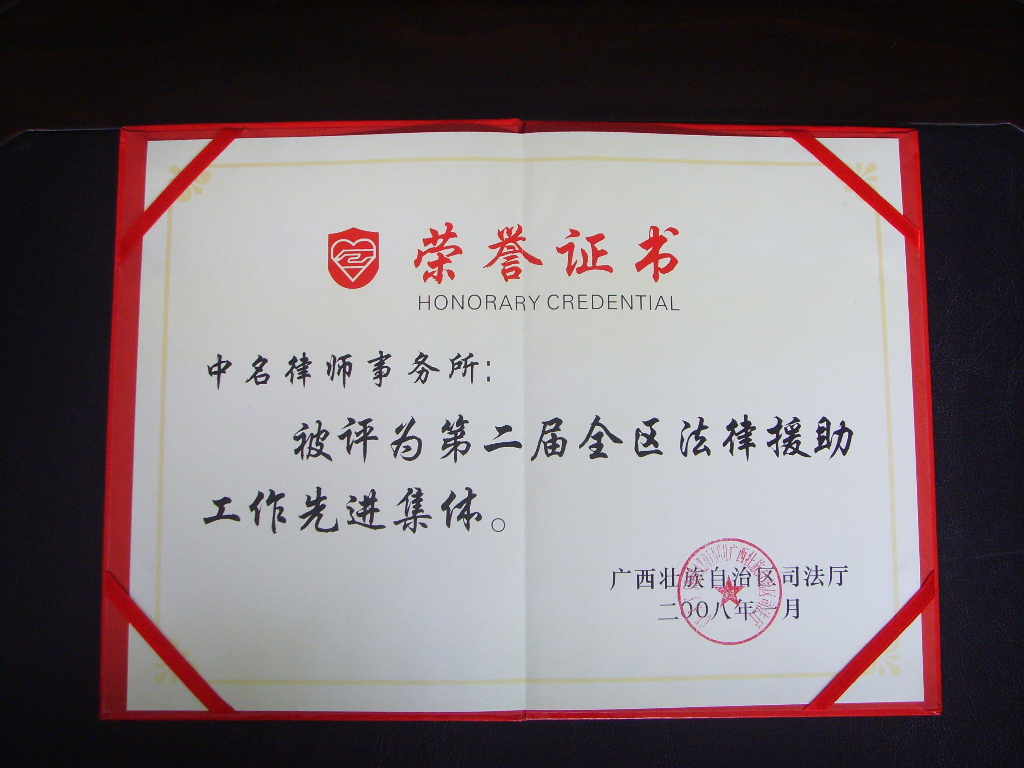 荣誉证书
HONORARY CREDENTIAL
中名律师事务所:
被评为第二届全区法律援助
工作先进集体。
广西壮族自治区司法厅
二00八年一月